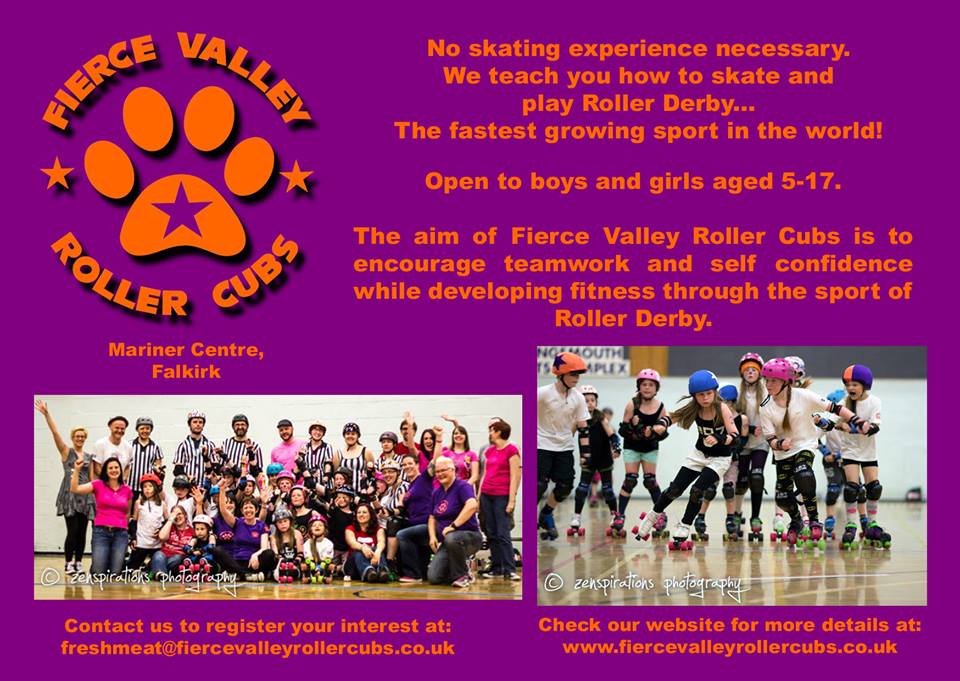 FIERCE VALLEY
ROLLER CUBS
Mariner Centre,
Falkirk
No skating experience necessary.
We teach you how to skate and
play Roller Derby...
The fastest growing sport in the world!
Open to boys and girls aged 5-17.
The aim of Fierce Valley Roller Cubs is to
encourage teamwork and self confidence
while developing fitness through the sport of
Roller Derby.
© zenspirations photography
Contact us to register your interest at:
freshmeat@fiercevalleyrollercubs.co.uk
© zenspirations photography
Check our website for more details at:
www.fiercevalleyrollercubs.co.uk